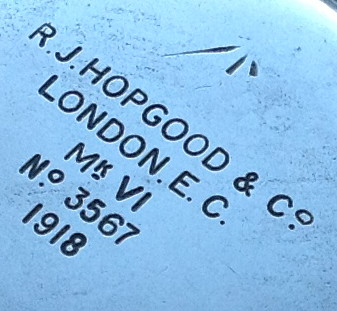 R.J.HOPGOOD & Co
LONDON. E. C.
MK VI
No 3567
1918